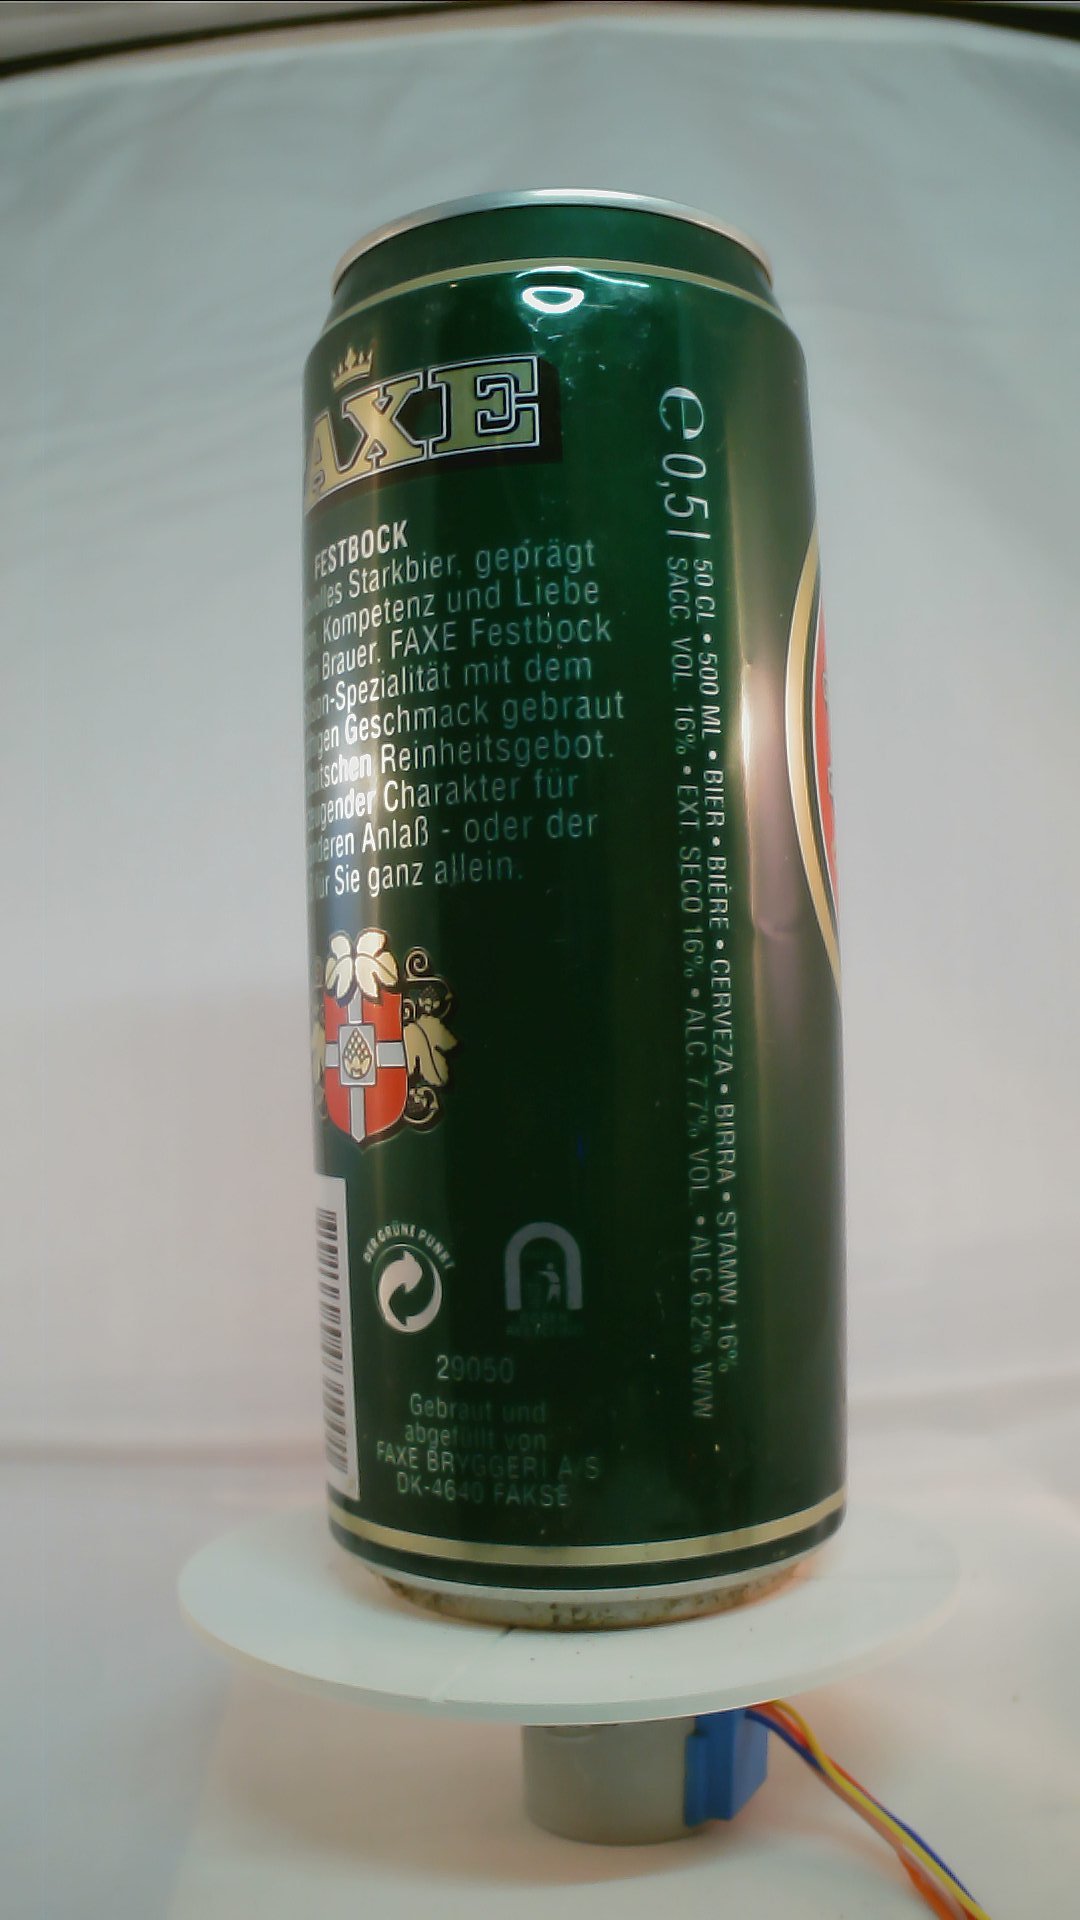 AXE
FESTBOCK
Starkbier, geprägt
Kompetenz und Liebe
Brauer. FAXE Festbock
-Spezialität mit dem
Geschmack gebraut
Reinheitsgebot.
Charakter für
Anlaß - oder der
für Sie ganz allein.
DER GRÜNE PUNKT
29050
Gebraut und
abgefüllt von
FAXE BRYGGERI A/S
DK-4640 FAKSE
e 0,5 l
50 CL • 500 ML • BIER • BIÈRE • CERVEZA • BIRRA • STAMW. 16%
SACC. VOL. 16% • EXT. SECO 16% • ALC. 7.7% VOL. • ALC 6.2% W/W